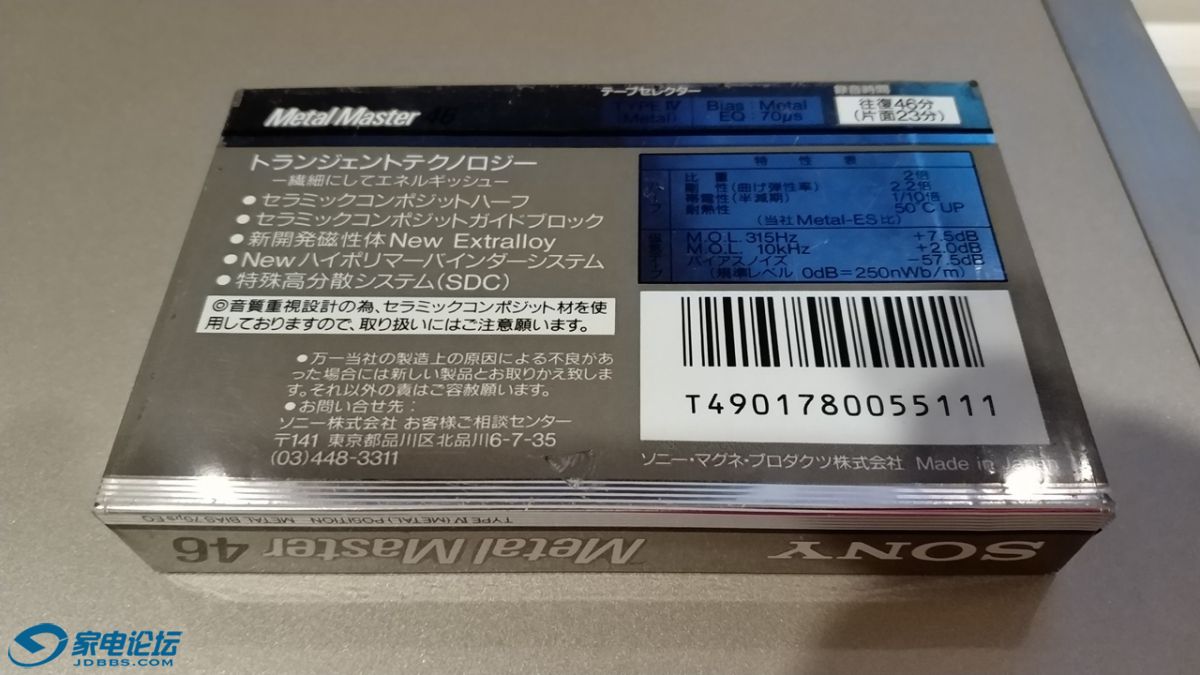 Metal Master 46
テープセレクター
TYPE IV
(Metal)
Bias : Metal
EQ : 70μs
録音時間
往復46分
(片面23分)
トランジェントテクノロジー
─繊細にしてエネルギッシュ─
●セラミックコンポジットハーフ
●セラミックコンポジットガイドブロック
●新開発磁性体New Extralloy
●Newハイポリマーバインダーシステム
●特殊高分散システム(SDC)
◎音質重視設計の為、セラミックコンポジット材を使
用しておりますので、取り扱いにはご注意願います。
●万一当社の製造上の原因による不良があ
った場合には新しい製品とお取りかえ致しま
す。それ以外の責はご容赦願います。
●お問い合せ先:
ソニー株式会社 お客様ご相談センター
〒141 東京都品川区北品川6-7-35
(03)448-3311
特性表
比重 2倍
剛性(曲げ弾性率) 2.2倍
帯電性(半減期) 1/10倍
耐熱性 50°C UP
(当社Metal-ES比)
M.O.L. 315Hz +7.5dB
M.O.L. 10kHz +2.0dB
バイアスノイズ −57.5dB
(規準レベル 0dB=250nWb/m)
T4901780055111
ソニー・マグネ・プロダクツ株式会社 Made in Japan
TYPE IV (METAL) POSITION METAL BIAS 70μs EQ
SONY Metal Master 46
家电论坛
JDBBS.COM